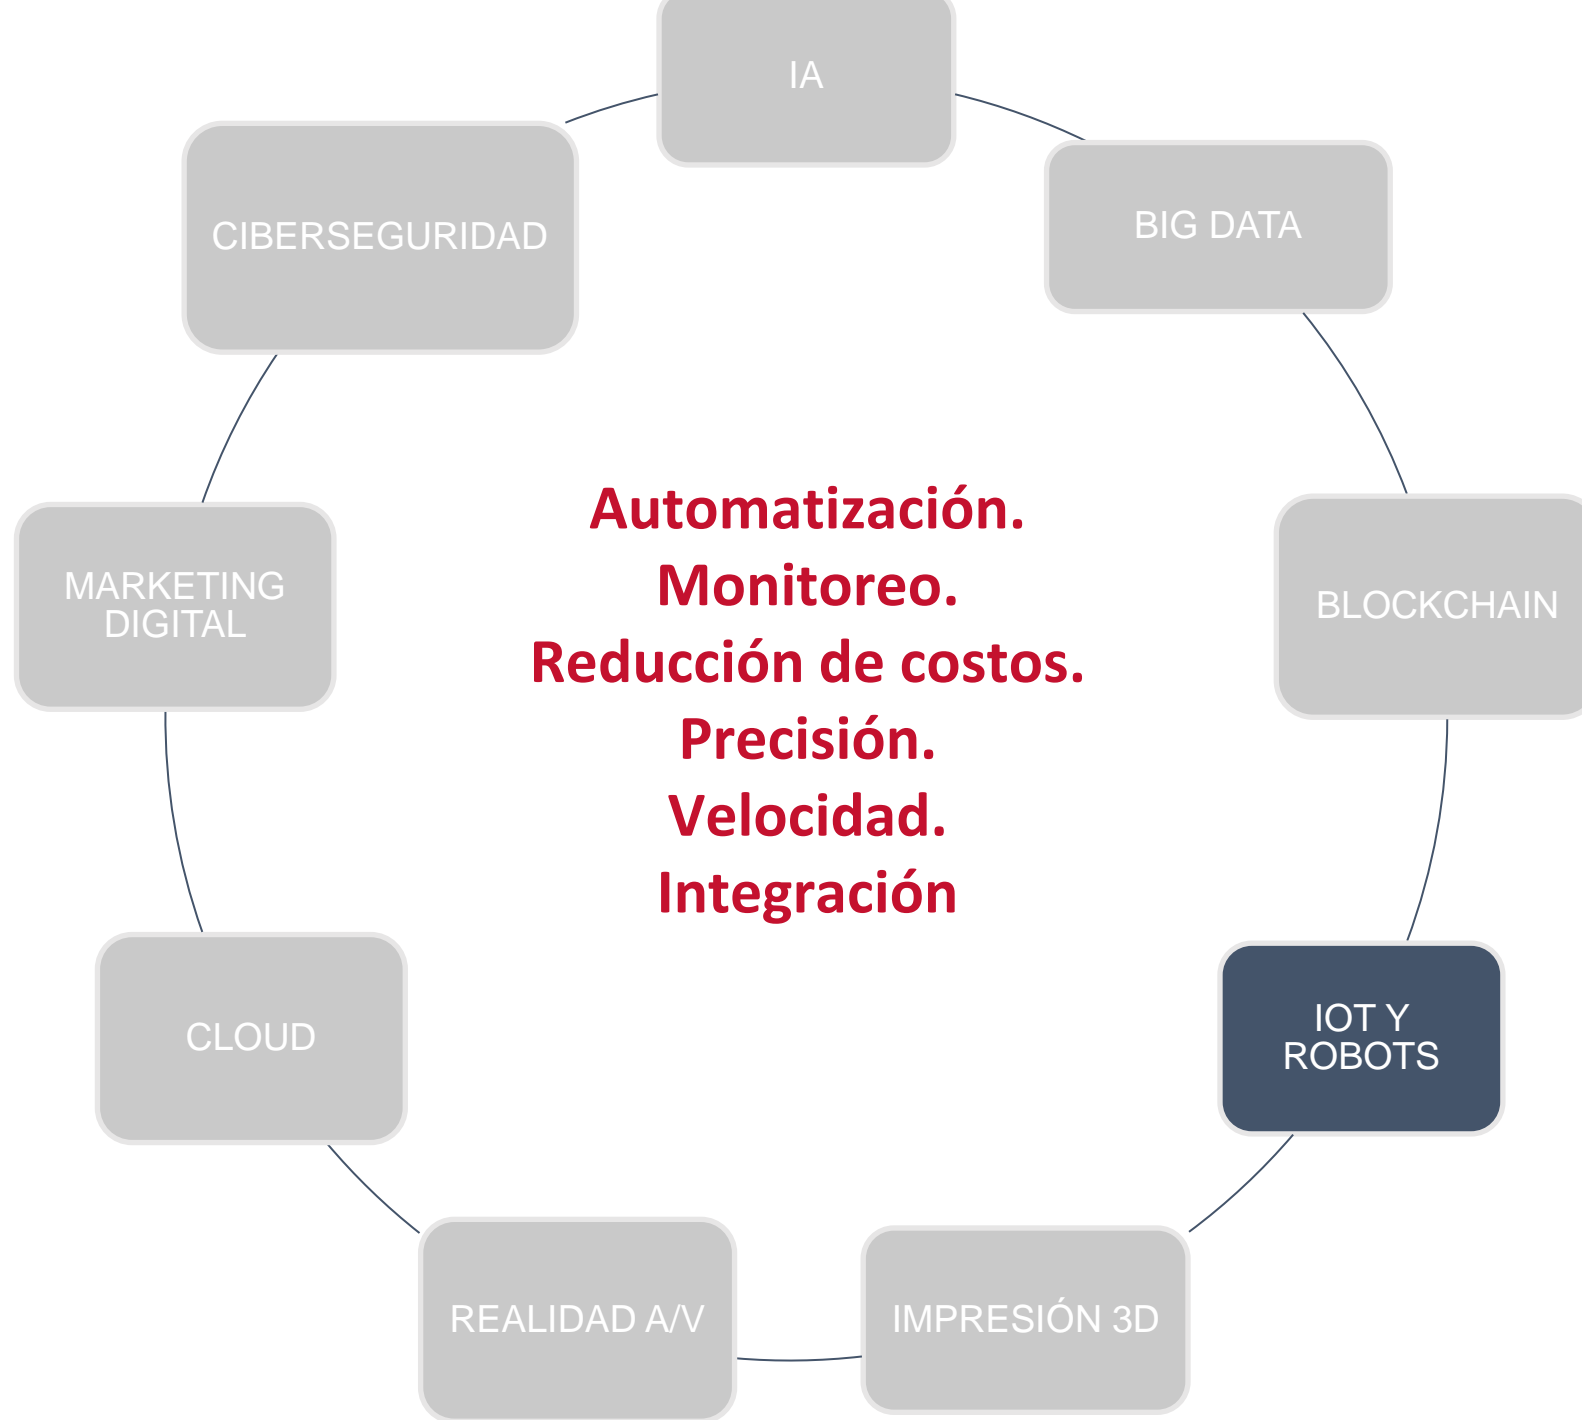 IA
BIG DATA
CIBERSEGURIDAD
Automatización.
Monitoreo.
Reducción de costos.
Precisión.
Velocidad.
Integración
MARKETING
DIGITAL
BLOCKCHAIN
IOT Y
ROBOTS
CLOUD
REALIDAD A/V
IMPRESIÓN 3D